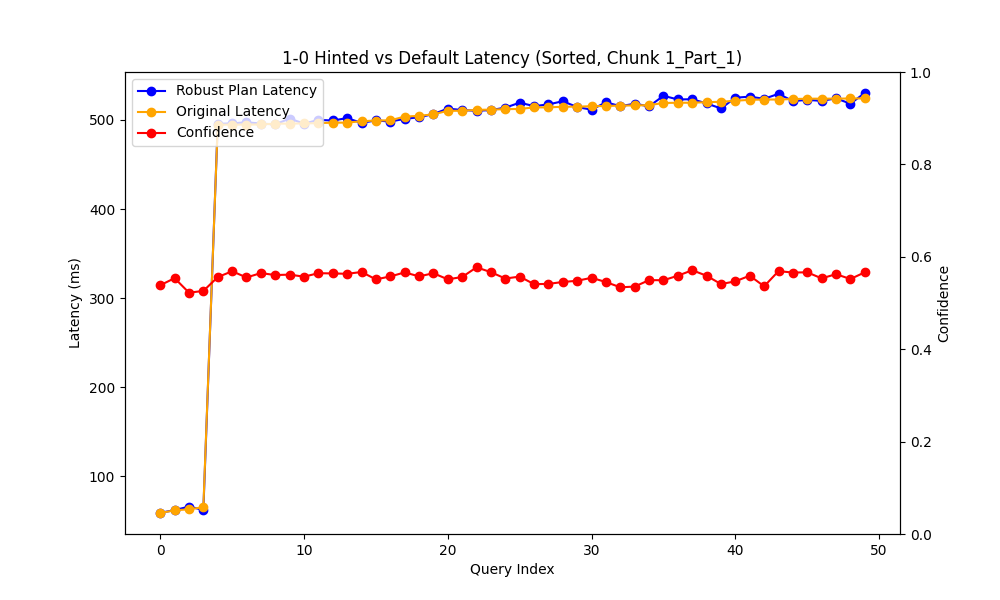 1-0 Hinted vs Default Latency (Sorted, Chunk 1_Part_1)
Robust Plan Latency
Original Latency
Confidence
Latency (ms)
500
400
300
200
100
1.0
0.8
0.6
0.4
0.2
0.0
Confidence
0 10 20 30 40 50
Query Index